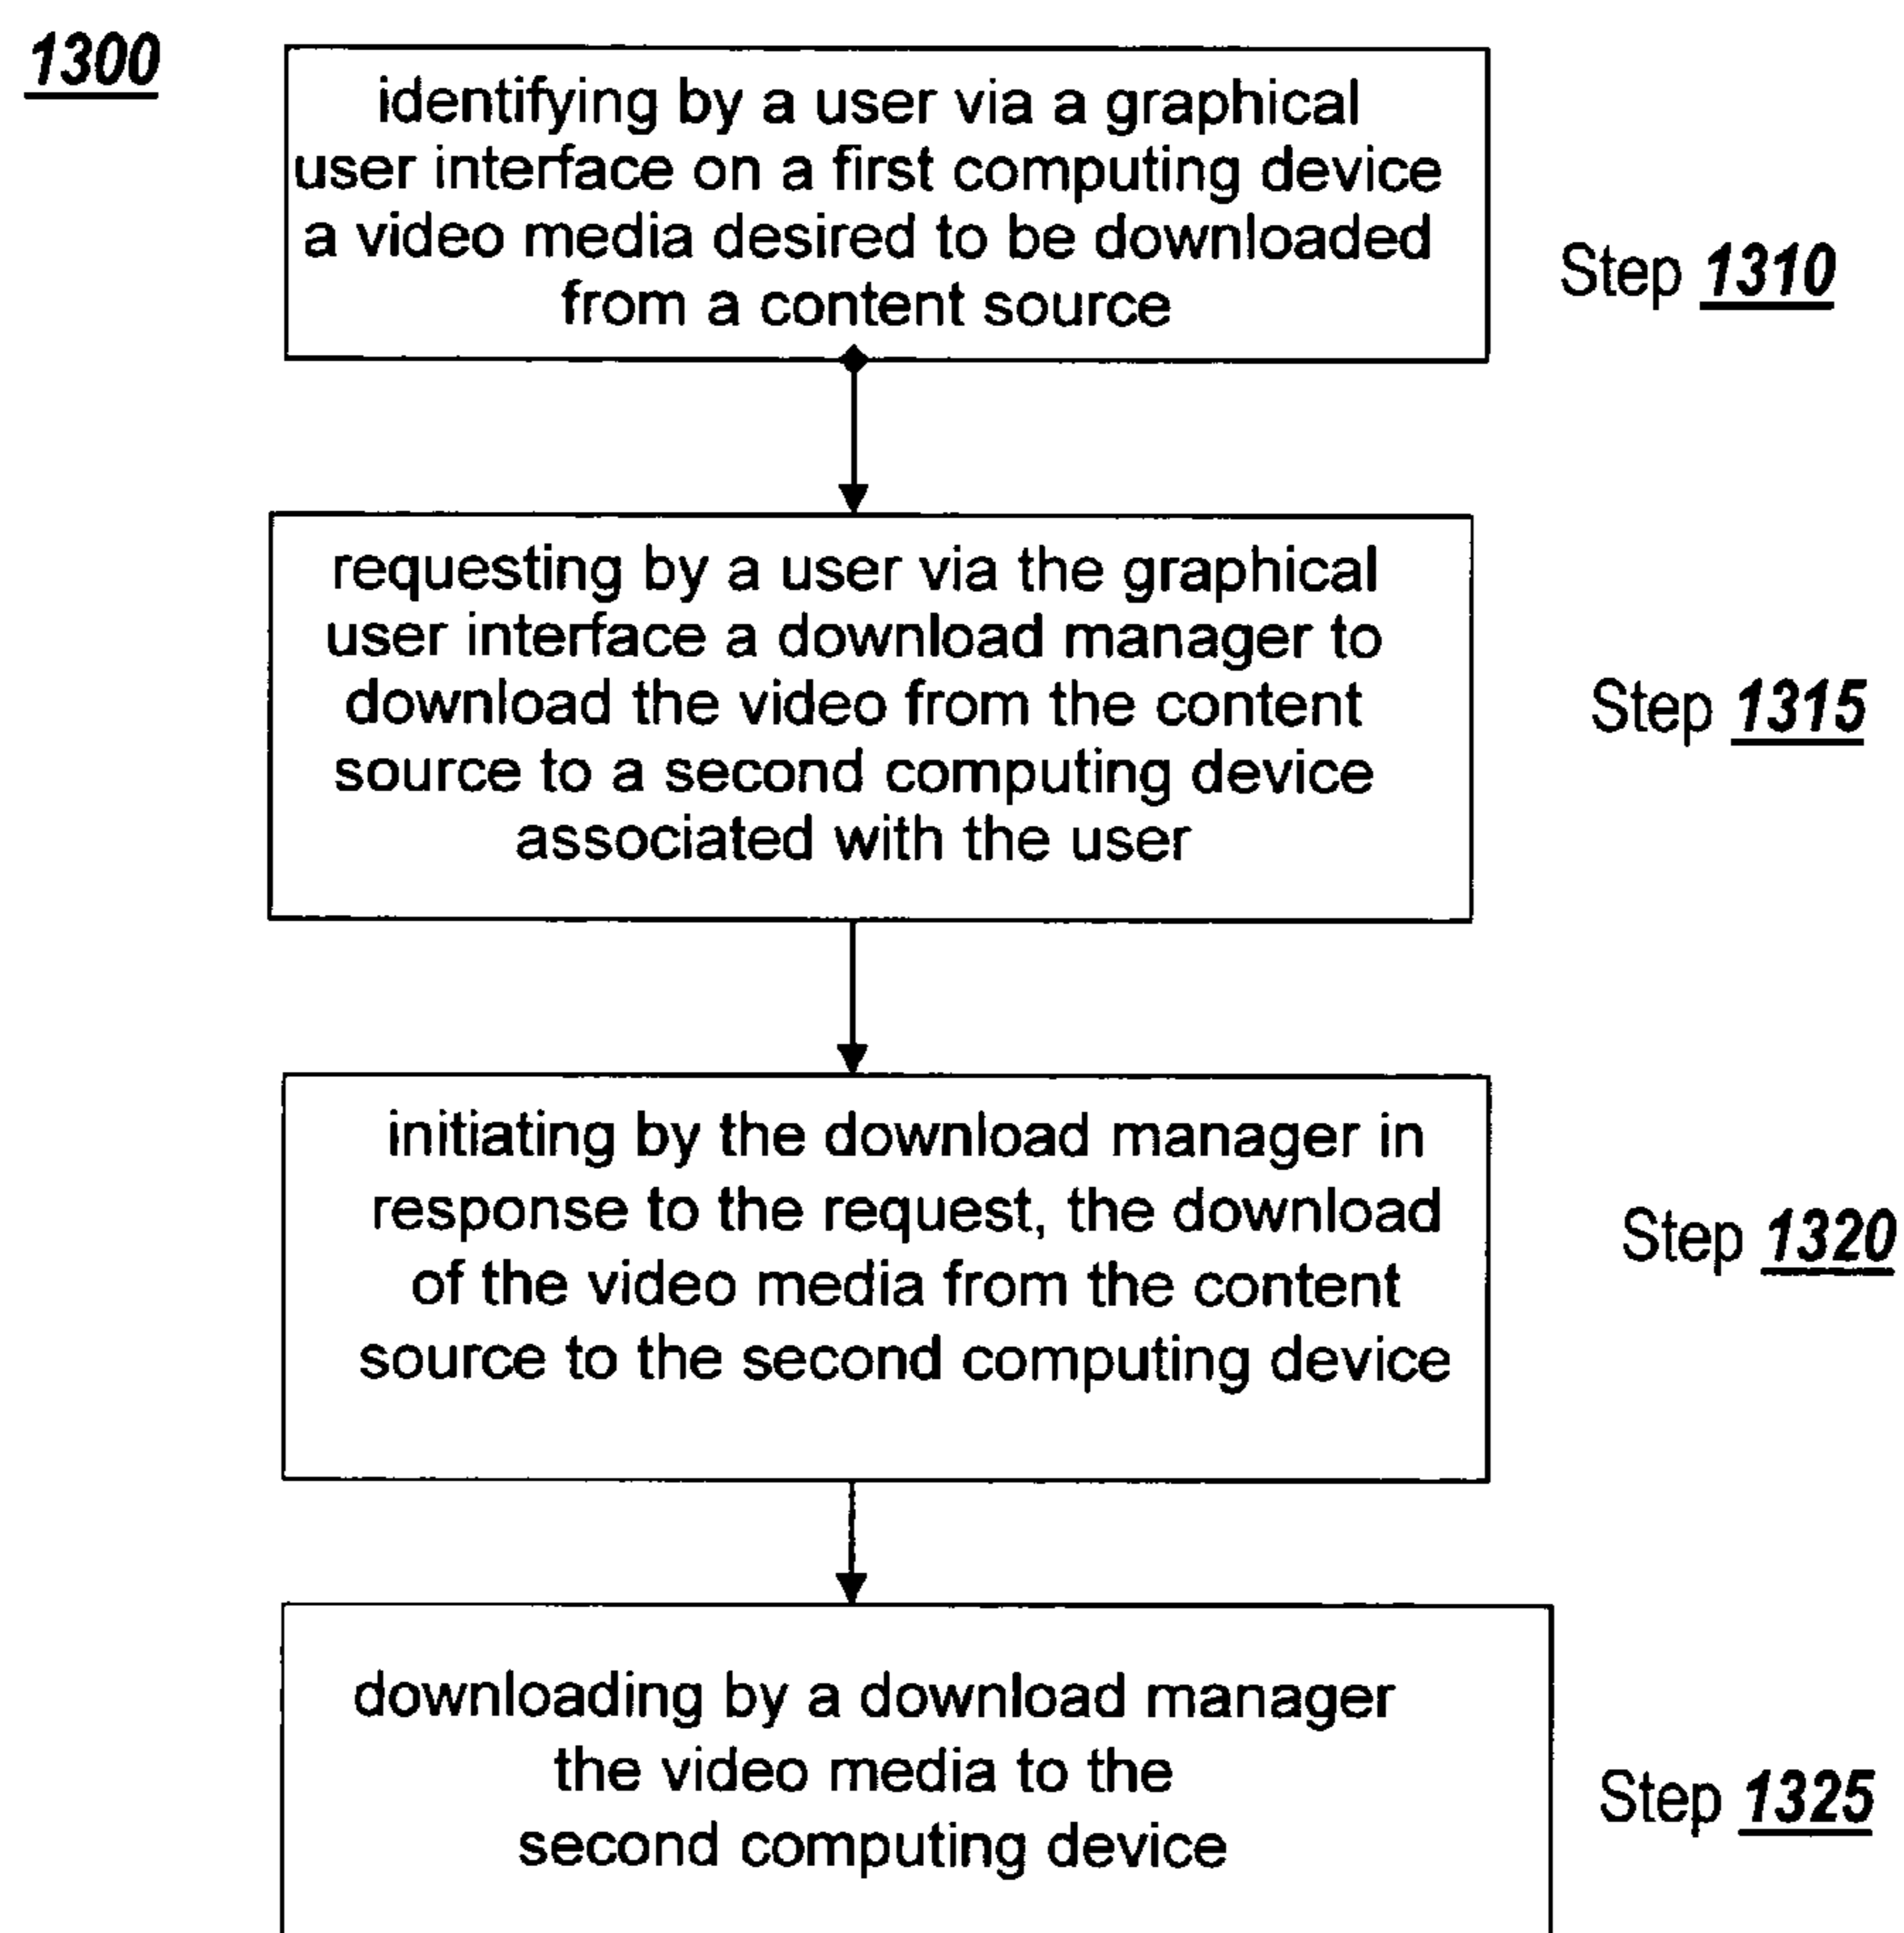 1300
identifying by a user via a graphical
user interface on a first computing device
a video media desired to be downloaded
from a content source
Step 1310
requesting by a user via the graphical
user interface a download manager to
download the video from the content
source to a second computing device
associated with the user
Step 1315
initiating by the download manager in
response to the request, the download
of the video media from the content
source to the second computing device
Step 1320
downloading by a download manager
the video media to the
second computing device
Step 1325